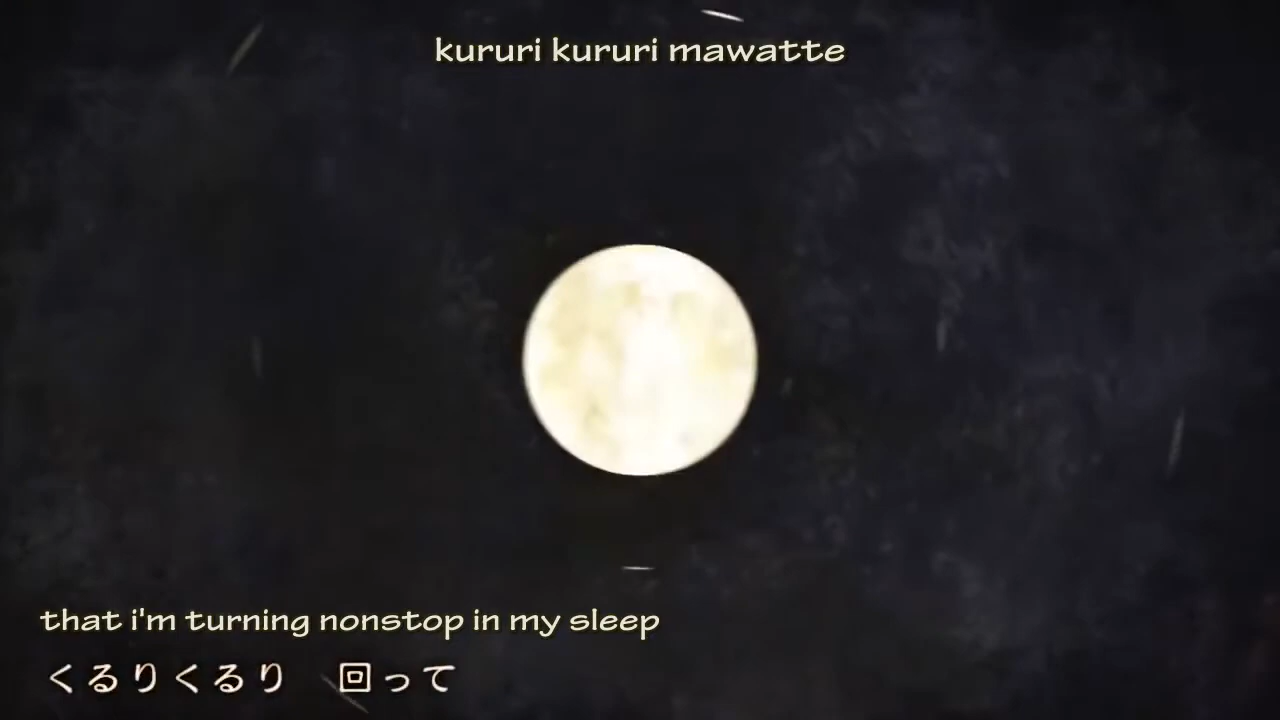 kururi kururi mawatte
that i'm turning nonstop in my sleep
くるりくるり　回って